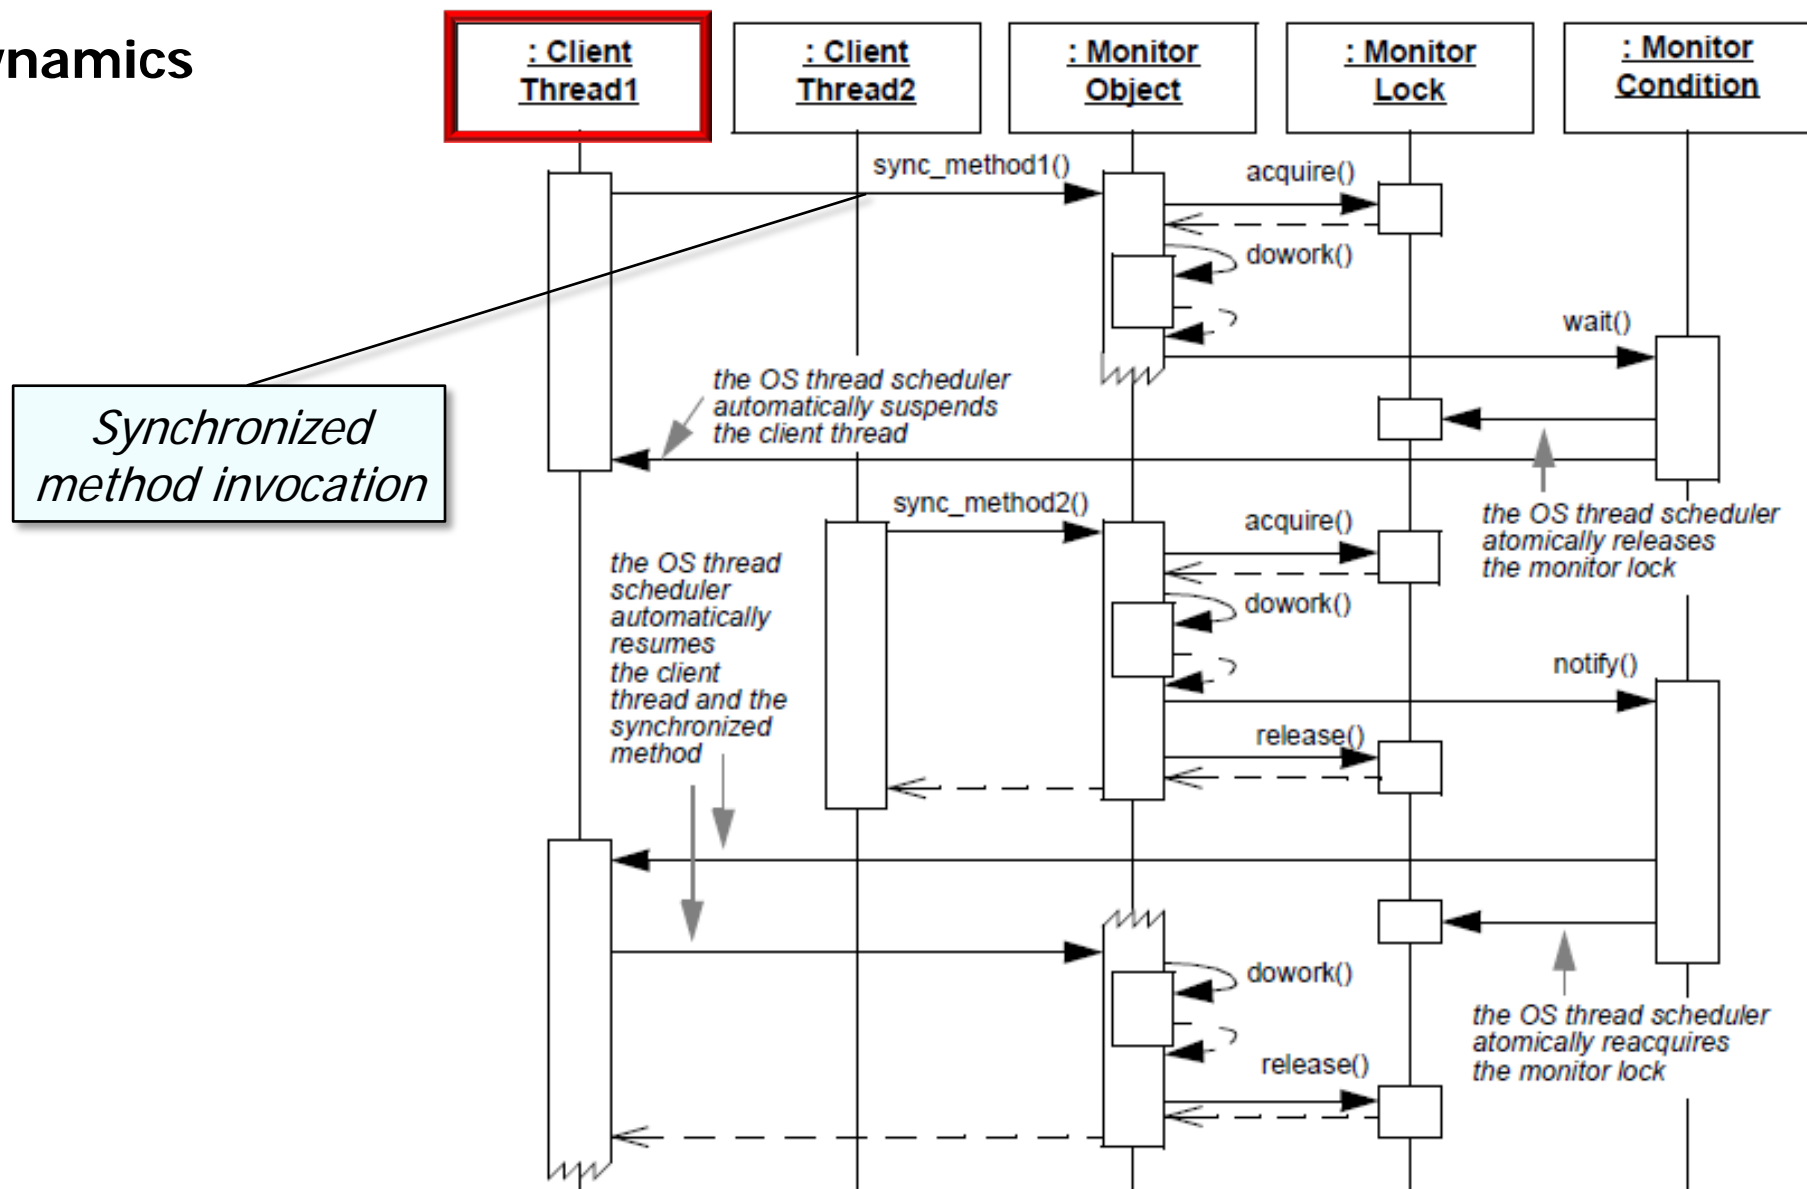 : Client
Thread1
: Client
Thread2
: Monitor
Object
: Monitor
Lock
: Monitor
Condition
sync_method1()
acquire()
dowork()
wait()
Synchronized
method invocation
the OS thread scheduler
automatically suspends
the client thread
sync_method2()
acquire()
the OS thread scheduler
atomically releases
the monitor lock
the OS thread
scheduler
automatically
resumes
the client
thread and the
synchronized
method
dowork()
notify()
release()
dowork()
the OS thread scheduler
atomically reacquires
the monitor lock
release()